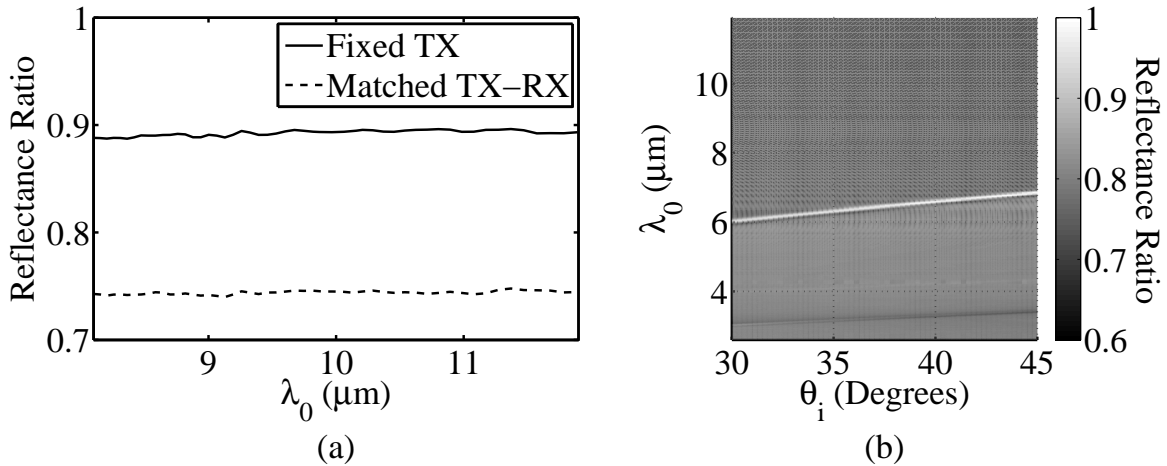 1
0.9
0.8
0.7
Reflectance Ratio
Fixed TX
Matched TX−RX
9
10
11
λ0 (μm)
(a)
10
8
6
4
λ0 (μm)
30
35
40
45
θi (Degrees)
(b)
1
0.9
0.8
0.7
0.6
Reflectance Ratio